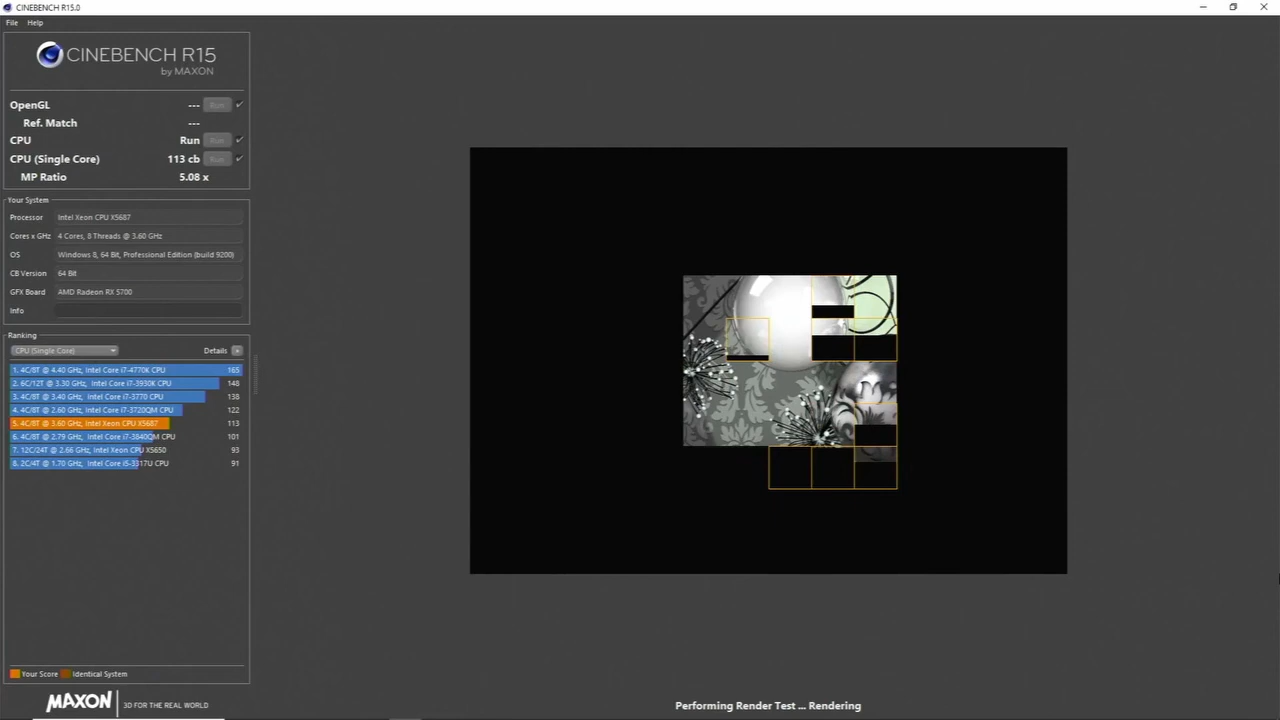 CINEBENCH R15.0
File Help
CINEBENCH R15
by MAXON
OpenGL --- Run
Ref. Match ---
CPU Run Run
CPU (Single Core) 113 cb Run
MP Ratio 5.08 x
Your System
Processor Intel Xeon CPU X5687
Cores x GHz 4 Cores, 8 Threads @ 3.60 GHz
OS Windows 8, 64 Bit, Professional Edition (build 9200)
CB Version 64 Bit
GFX Board AMD Radeon RX 5700
Info
Ranking
CPU (Single Core) Details
1. 4C/8T @ 4.40 GHz, Intel Core i7-4770K CPU 165
2. 6C/12T @ 3.30 GHz, Intel Core i7-3930K CPU 148
3. 4C/8T @ 3.40 GHz, Intel Core i7-3770 CPU 138
4. 4C/8T @ 2.60 GHz, Intel Core i7-3720QM CPU 122
5. 4C/8T @ 3.60 GHz, Intel Xeon CPU X5687 113
6. 4C/8T @ 2.79 GHz, Intel Core i7-3840QM CPU 101
7. 12C/24T @ 2.66 GHz, Intel Xeon CPU X5650 93
8. 2C/4T @ 1.70 GHz, Intel Core i5-3317U CPU 91
Your Score Identical System
MAXON 3D FOR THE REAL WORLD
Performing Render Test ... Rendering